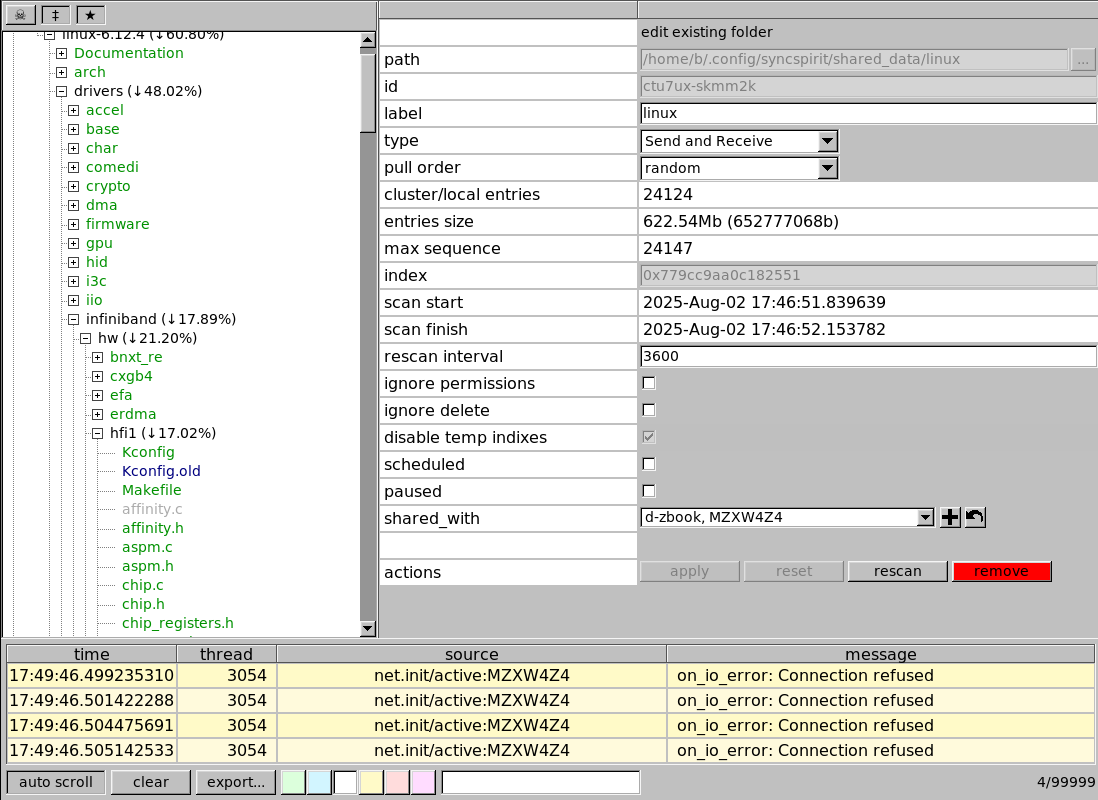 ☠ ‡ ★
linux-6.12.4 (↓60.80%)
Documentation
arch
drivers (↓48.02%)
accel
base
char
comedi
crypto
dma
firmware
gpu
hid
i3c
iio
infiniband (↓17.89%)
hw (↓21.20%)
bnxt_re
cxgb4
efa
erdma
hfi1 (↓17.02%)
Kconfig
Kconfig.old
Makefile
affinity.c
affinity.h
aspm.c
aspm.h
chip.c
chip.h
chip_registers.h
edit existing folder
path /home/b/.config/syncspirit/shared_data/linux ...
id ctu7ux-skmm2k
label linux
type Send and Receive
pull order random
cluster/local entries 24124
entries size 622.54Mb (652777068b)
max sequence 24147
index 0x779cc9aa0c182551
scan start 2025-Aug-02 17:46:51.839639
scan finish 2025-Aug-02 17:46:52.153782
rescan interval 3600
ignore permissions
ignore delete
disable temp indexes
scheduled
paused
shared_with d-zbook, MZXW4Z4
actions apply reset rescan remove
time thread source message
17:49:46.499235310 3054 net.init/active:MZXW4Z4 on_io_error: Connection refused
17:49:46.501422288 3054 net.init/active:MZXW4Z4 on_io_error: Connection refused
17:49:46.504475691 3054 net.init/active:MZXW4Z4 on_io_error: Connection refused
17:49:46.505142533 3054 net.init/active:MZXW4Z4 on_io_error: Connection refused
auto scroll clear export... 4/99999